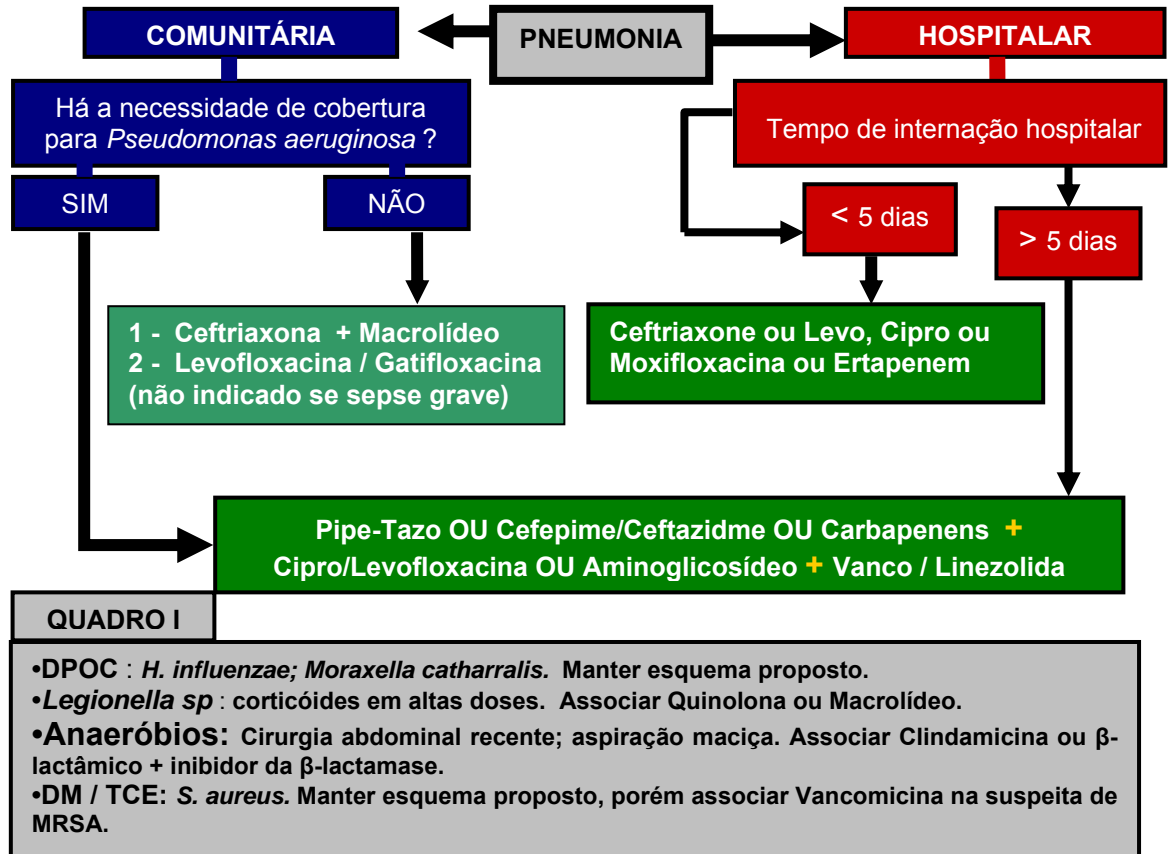 PNEUMONIA
COMUNITÁRIA
Há a necessidade de cobertura
para Pseudomonas aeruginosa ?
SIM
NÃO
1 - Ceftriaxona + Macrolídeo
2 - Levofloxacina / Gatifloxacina
(não indicado se sepse grave)
HOSPITALAR
Tempo de internação hospitalar
< 5 dias
> 5 dias
Ceftriaxone ou Levo, Cipro ou
Moxifloxacina ou Ertapenem
Pipe-Tazo OU Cefepime/Ceftazidme OU Carbapenens +
Cipro/Levofloxacina OU Aminoglicosídeo + Vanco / Linezolida
QUADRO I
•DPOC : H. influenzae; Moraxella catharralis. Manter esquema proposto.
•Legionella sp : corticóides em altas doses. Associar Quinolona ou Macrolídeo.
•Anaeróbios: Cirurgia abdominal recente; aspiração maciça. Associar Clindamicina ou β-
lactâmico + inibidor da β-lactamase.
•DM / TCE: S. aureus. Manter esquema proposto, porém associar Vancomicina na suspeita de
MRSA.